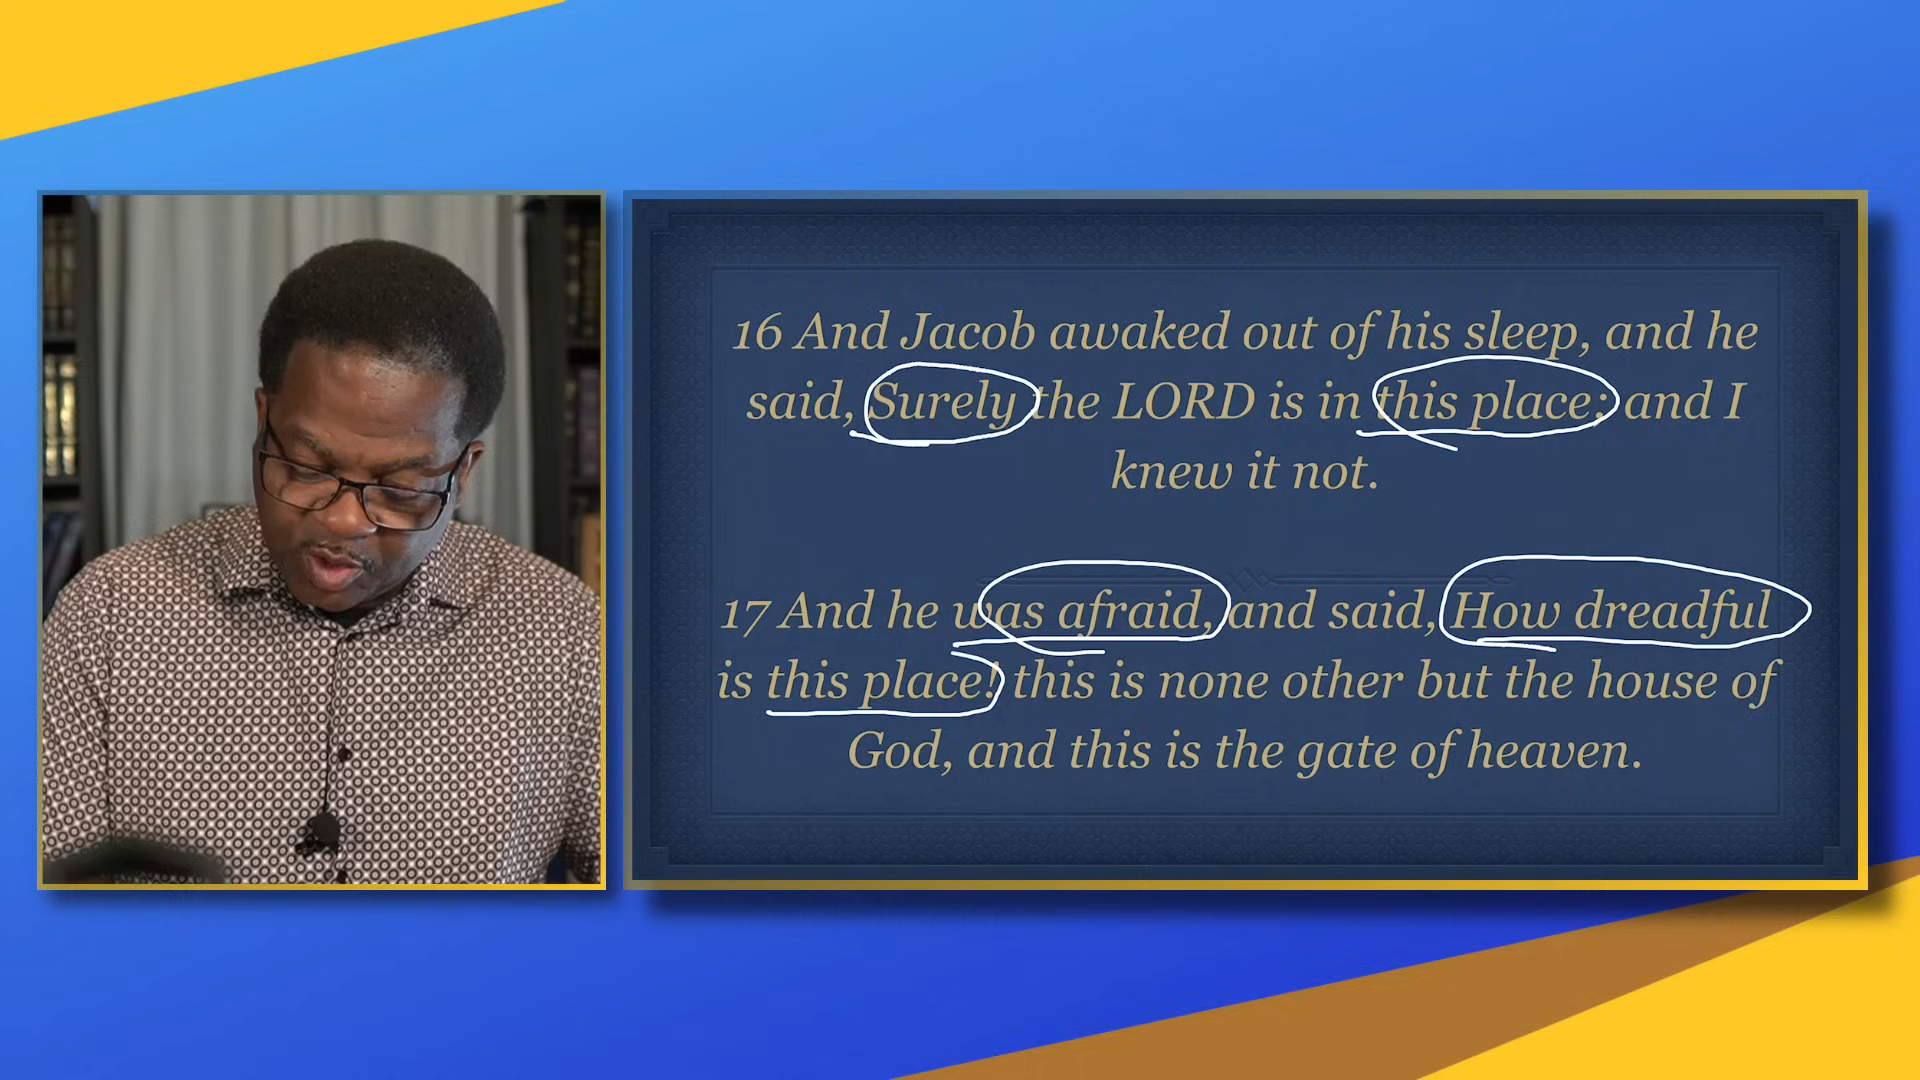 16 And Jacob awaked out of his sleep, and he
said, Surely the LORD is in this place; and I
knew it not.
17 And he was afraid, and said, How dreadful
is this place! this is none other but the house of
God, and this is the gate of heaven.